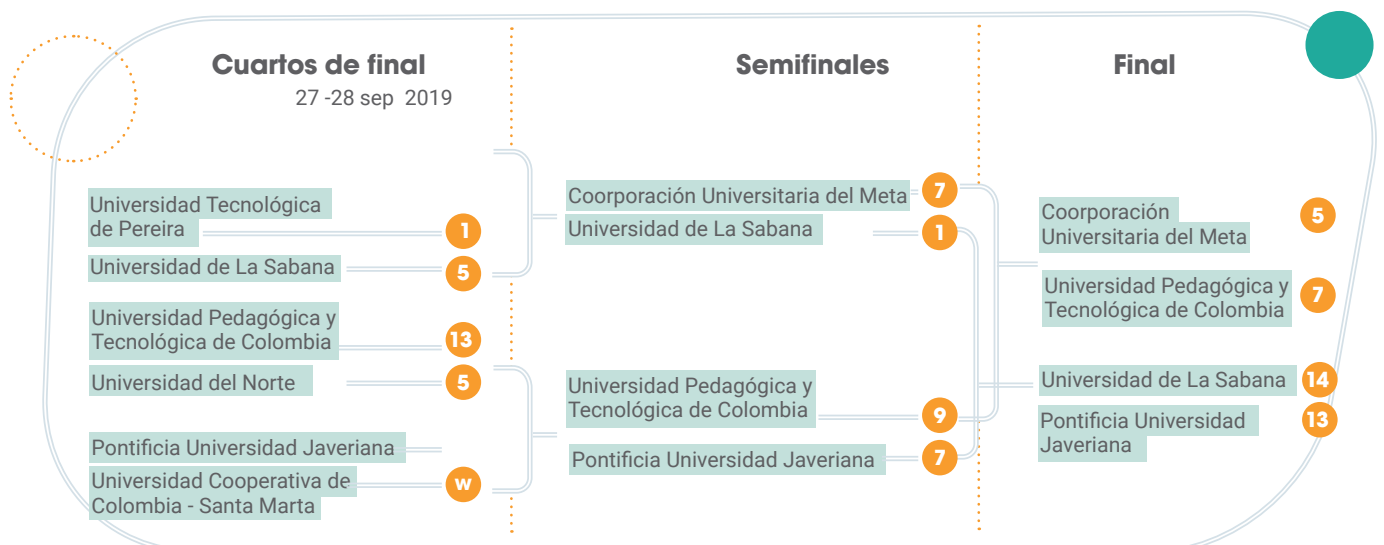 Cuartos de final
27 -28 sep 2019
Universidad Tecnológica
de Pereira
1
Universidad de La Sabana
5
Universidad Pedagógica y
Tecnológica de Colombia
13
Universidad del Norte
5
Pontificia Universidad Javeriana
Universidad Cooperativa de
Colombia - Santa Marta
w
Semifinales
Coorporación Universitaria del Meta
7
Universidad de La Sabana
1
Universidad Pedagógica y
Tecnológica de Colombia
9
Pontificia Universidad Javeriana
7
Final
Coorporación
Universitaria del Meta
5
Universidad Pedagógica y
Tecnológica de Colombia
7
Universidad de La Sabana
14
Pontificia Universidad
Javeriana
13